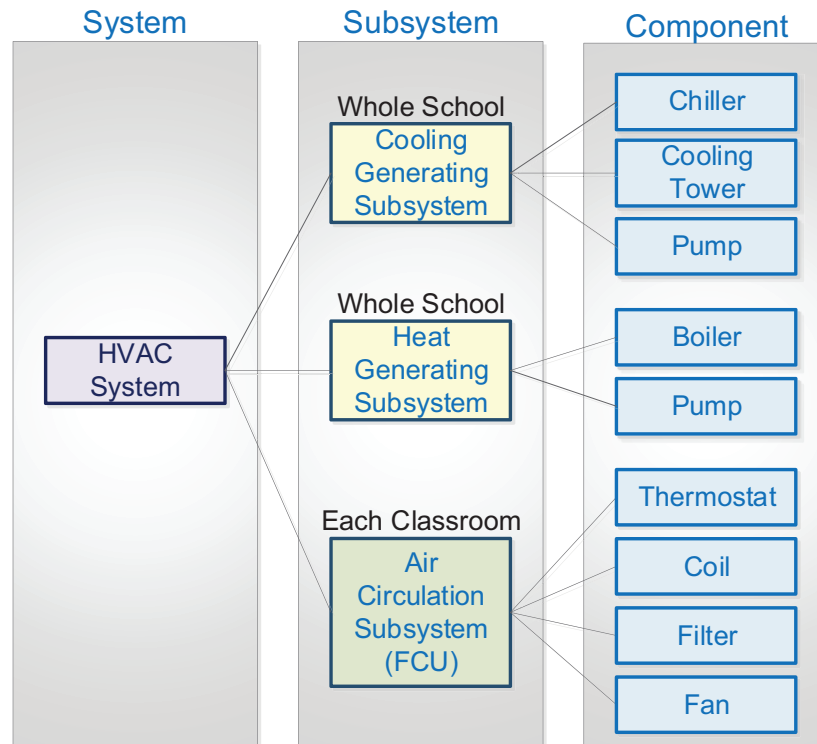 System
Subsystem
Component
HVAC
System
Whole School
Cooling
Generating
Subsystem
Whole School
Heat
Generating
Subsystem
Each Classroom
Air
Circulation
Subsystem
(FCU)
Chiller
Cooling
Tower
Pump
Boiler
Pump
Thermostat
Coil
Filter
Fan